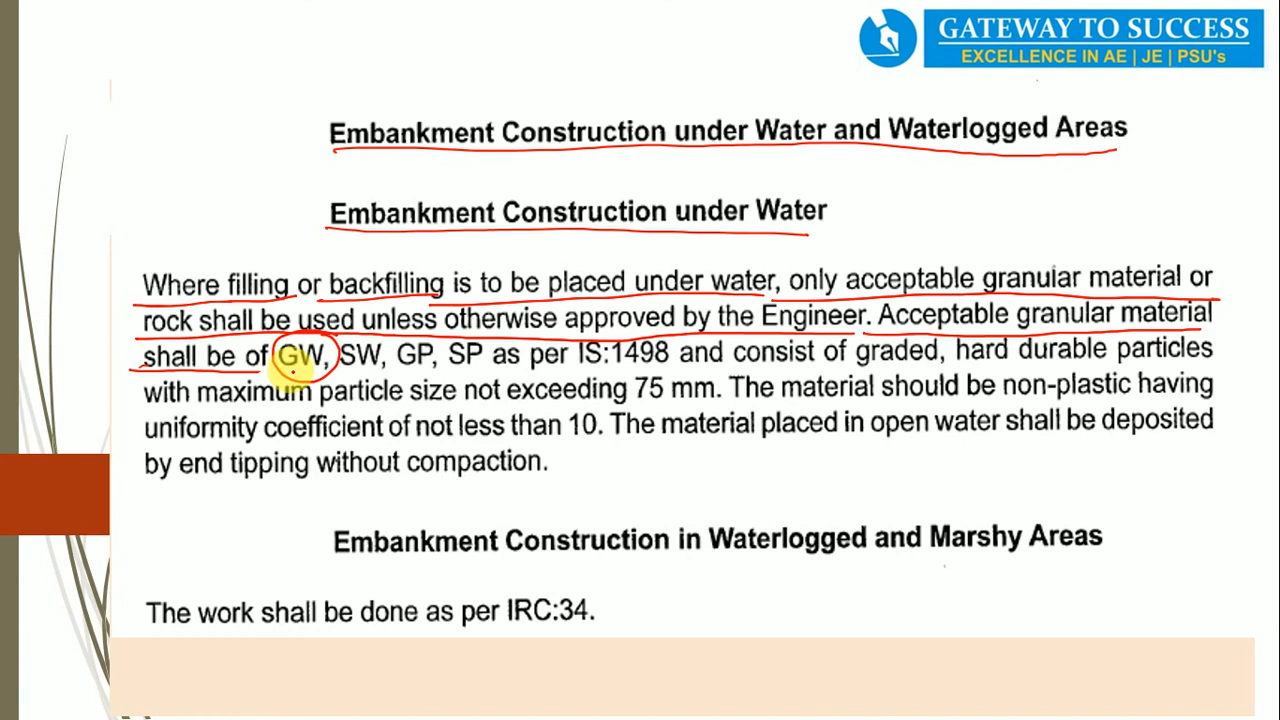 GATEWAY TO SUCCESS
EXCELLENCE IN AE | JE | PSU's
Embankment Construction under Water and Waterlogged Areas
Embankment Construction under Water
Where filling or backfilling is to be placed under water, only acceptable granular material or
rock shall be used unless otherwise approved by the Engineer. Acceptable granular material
shall be of GW, SW, GP, SP as per IS:1498 and consist of graded, hard durable particles
with maximum particle size not exceeding 75 mm. The material should be non-plastic having
uniformity coefficient of not less than 10. The material placed in open water shall be deposited
by end tipping without compaction.
Embankment Construction in Waterlogged and Marshy Areas
The work shall be done as per IRC:34.